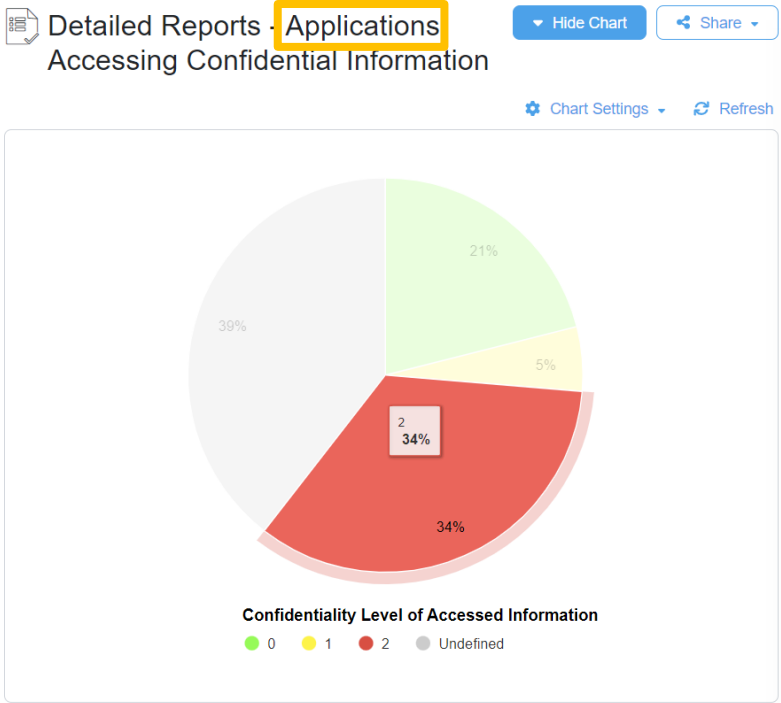 Detailed Reports - Applications
Accessing Confidential Information
Hide Chart
Share
Chart Settings
Refresh
21%
39%
5%
2
34%
34%
Confidentiality Level of Accessed Information
0 1 2 Undefined